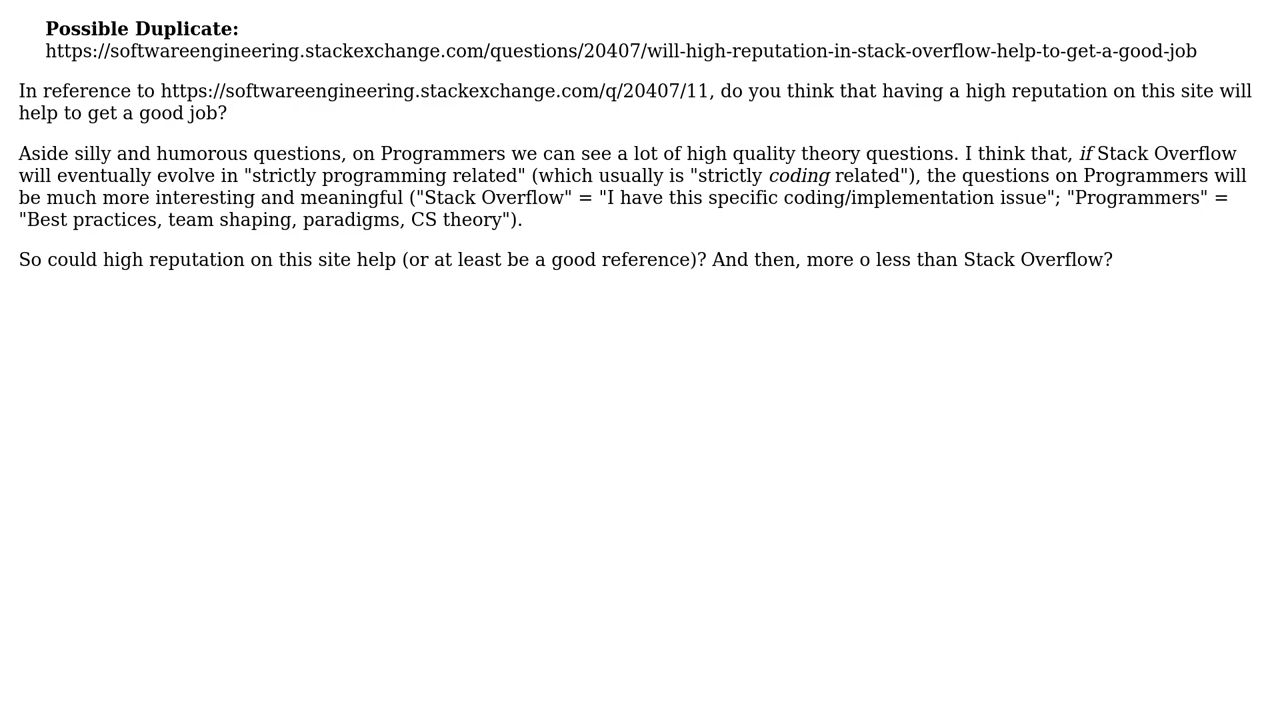 Possible Duplicate:
https://softwareengineering.stackexchange.com/questions/20407/will-high-reputation-in-stack-overflow-help-to-get-a-good-job
In reference to https://softwareengineering.stackexchange.com/q/20407/11, do you think that having a high reputation on this site will
help to get a good job?
Aside silly and humorous questions, on Programmers we can see a lot of high quality theory questions. I think that, if Stack Overflow
will eventually evolve in "strictly programming related" (which usually is "strictly coding related"), the questions on Programmers will
be much more interesting and meaningful ("Stack Overflow" = "I have this specific coding/implementation issue"; "Programmers" =
"Best practices, team shaping, paradigms, CS theory").
So could high reputation on this site help (or at least be a good reference)? And then, more o less than Stack Overflow?